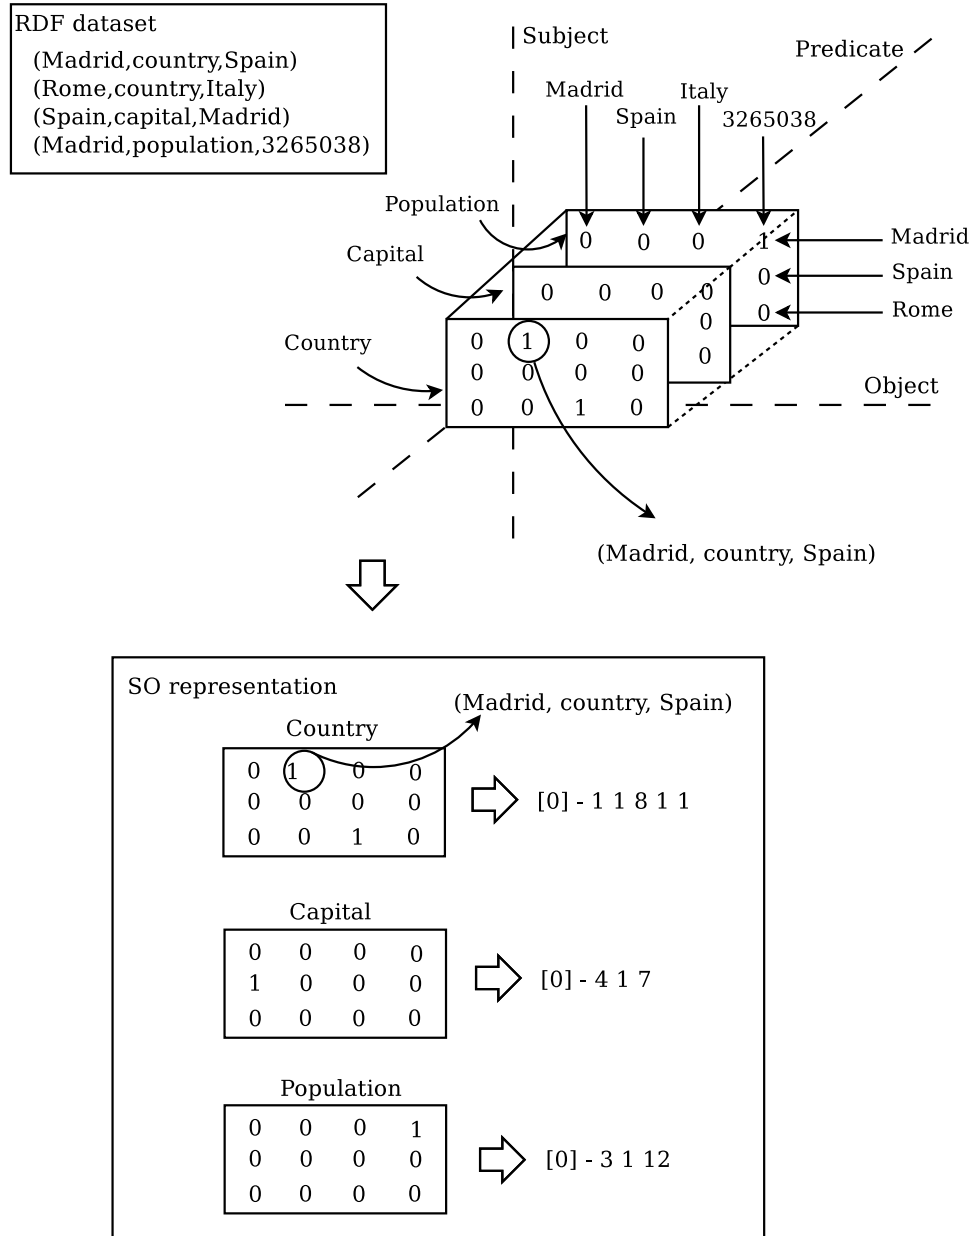 RDF dataset
(Madrid,country,Spain)
(Rome,country,Italy)
(Spain,capital,Madrid)
(Madrid,population,3265038)
Subject
Predicate
Madrid
Italy
Spain
3265038
Population
Capital
Country
0 0 0 1
Madrid
0
Spain
0
Rome
0 0 0 0
0
0
0 1 0 0
0 0 0 0
0 0 1 0
Object
(Madrid, country, Spain)
SO representation
(Madrid, country, Spain)
Country
0 1 0 0
0 0 0 0
0 0 1 0
[0] - 1 1 8 1 1
Capital
0 0 0 0
1 0 0 0
0 0 0 0
[0] - 4 1 7
Population
0 0 0 1
0 0 0 0
0 0 0 0
[0] - 3 1 12